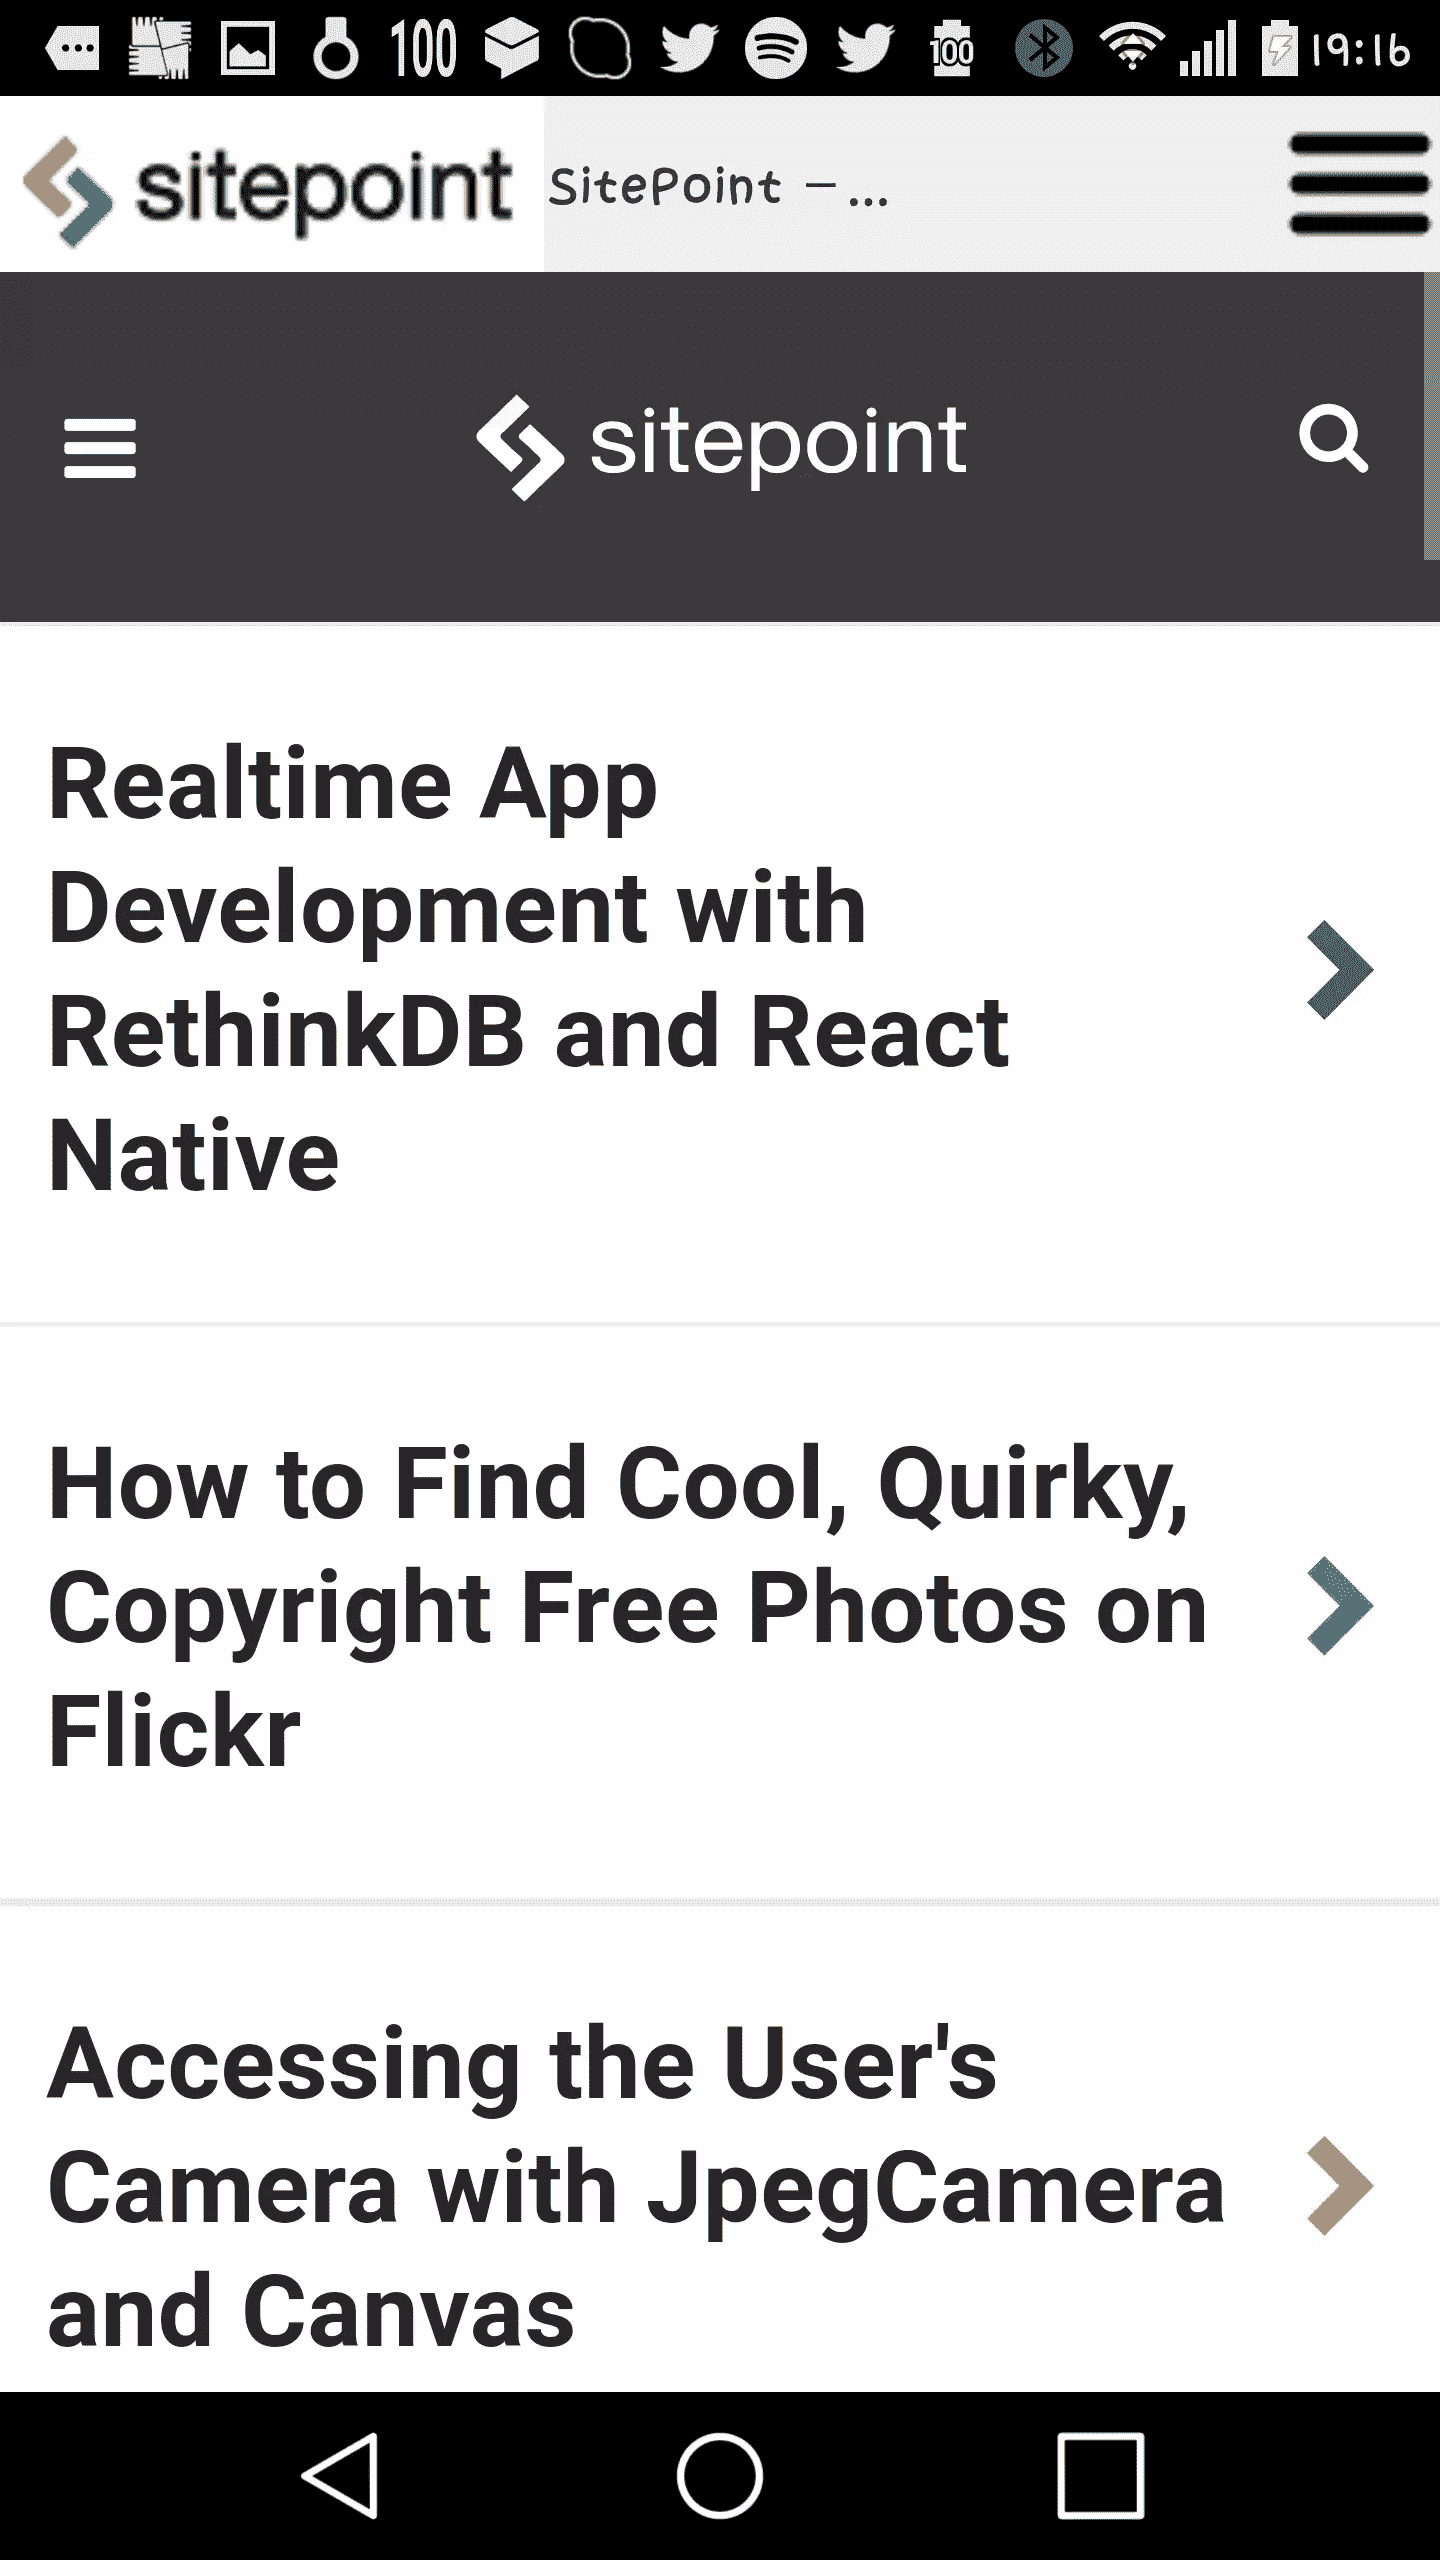 100 100 19:16
sitepoint SitePoint – ...
sitepoint
Realtime App
Development with
RethinkDB and React
Native
How to Find Cool, Quirky,
Copyright Free Photos on
Flickr
Accessing the User's
Camera with JpegCamera
and Canvas